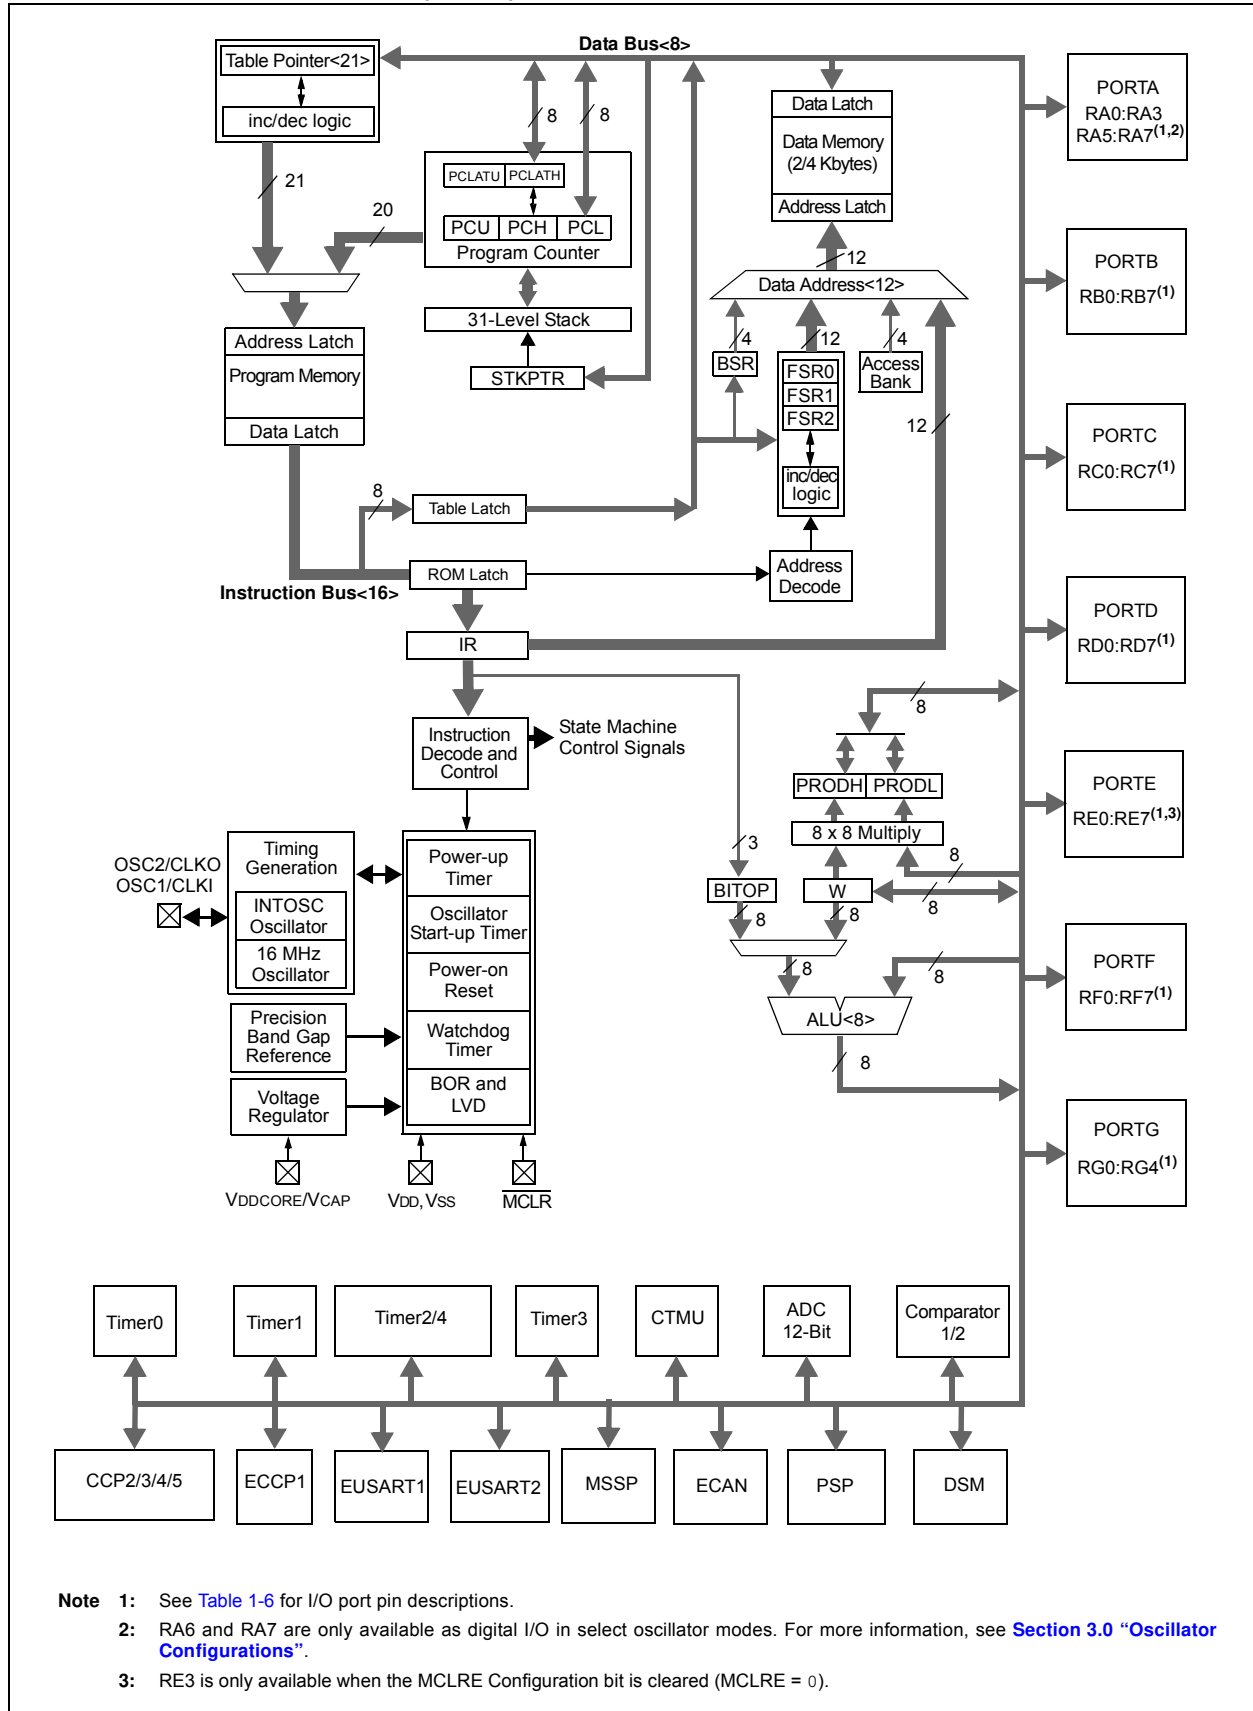 Data Bus<8>
Table Pointer<21>
inc/dec logic
21
20
8
8
PCLATU PCLATH
PCU PCH PCL
Program Counter
31-Level Stack
STKPTR
Address Latch
Program Memory
Data Latch
8
Table Latch
ROM Latch
Instruction Bus<16>
IR
Data Latch
Data Memory
(2/4 Kbytes)
Address Latch
12
Data Address<12>
4
12
4
BSR
FSR0
FSR1
FSR2
inc/dec
logic
Access
Bank
12
Address
Decode
Instruction
Decode and
Control
State Machine
Control Signals
8
PRODH PRODL
8 x 8 Multiply
3
8
BITOP
W
8
8
8
8
8
ALU<8>
8
OSC2/CLKO
OSC1/CLKI
Timing
Generation
INTOSC
Oscillator
16 MHz
Oscillator
Precision
Band Gap
Reference
Voltage
Regulator
Power-up
Timer
Oscillator
Start-up Timer
Power-on
Reset
Watchdog
Timer
BOR and
LVD
VDDCORE/VCAP
VDD, VSS
MCLR
PORTA
RA0:RA3
RA5:RA7(1,2)
PORTB
RB0:RB7(1)
PORTC
RC0:RC7(1)
PORTD
RD0:RD7(1)
PORTE
RE0:RE7(1,3)
PORTF
RF0:RF7(1)
PORTG
RG0:RG4(1)
Timer0
Timer1
Timer2/4
Timer3
CTMU
ADC
12-Bit
Comparator
1/2
CCP2/3/4/5
ECCP1
EUSART1
EUSART2
MSSP
ECAN
PSP
DSM
Note 1: See Table 1-6 for I/O port pin descriptions.
2: RA6 and RA7 are only available as digital I/O in select oscillator modes. For more information, see Section 3.0 “Oscillator
Configurations”.
3: RE3 is only available when the MCLRE Configuration bit is cleared (MCLRE = 0).